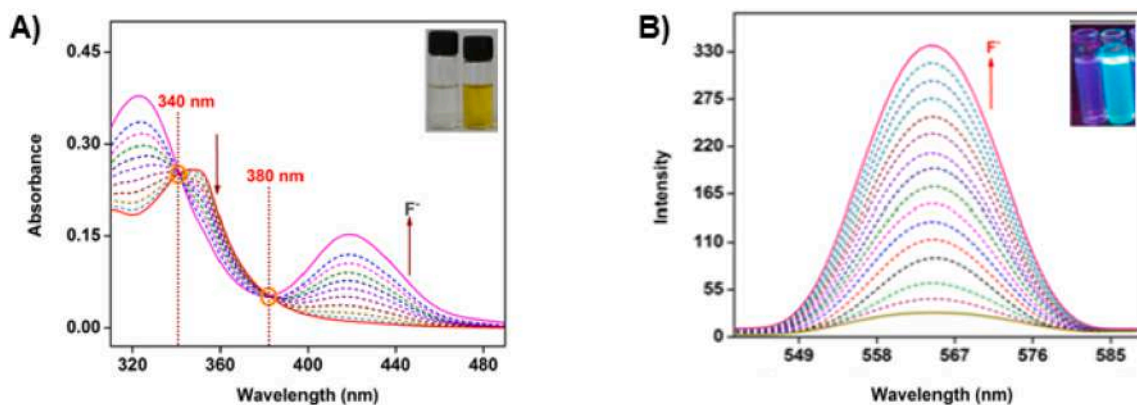 A)
0.45
0.30
0.15
0.00
Absorbance
340 nm
380 nm
F-
320
360
400
440
480
Wavelength (nm)
B)
330
275
220
165
110
55
0
Intensity
F-
549
558
567
576
585
Wavelength (nm)